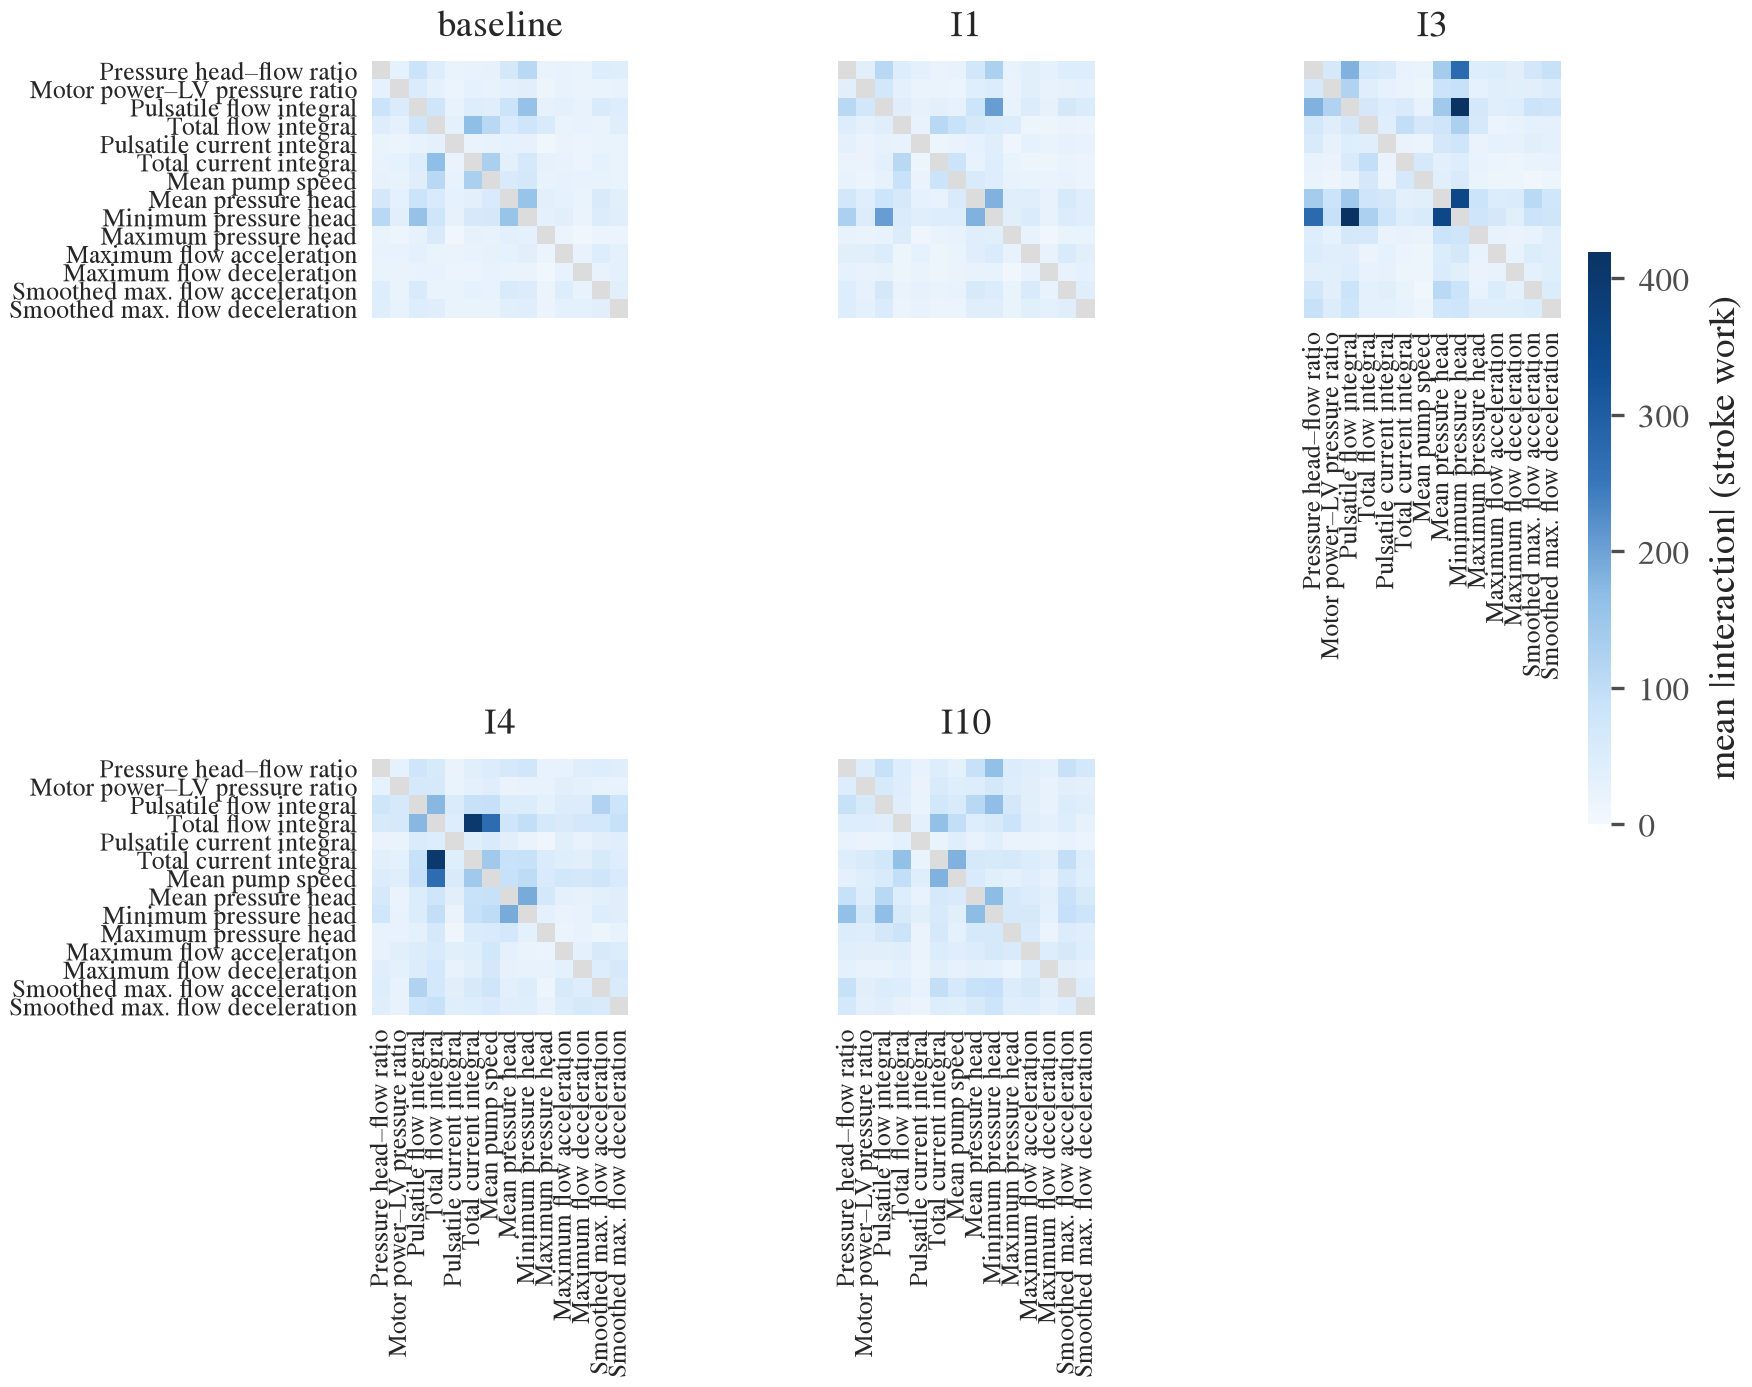 baseline
I1
I3
Pressure head–flow ratio
Motor power–LV pressure ratio
Pulsatile flow integral
Total flow integral
Pulsatile current integral
Total current integral
Mean pump speed
Mean pressure head
Minimum pressure head
Maximum pressure head
Maximum flow acceleration
Maximum flow deceleration
Smoothed max. flow acceleration
Smoothed max. flow deceleration
Pressure head–flow ratio
Motor power–LV pressure ratio
Pulsatile flow integral
Total flow integral
Pulsatile current integral
Total current integral
Mean pump speed
Mean pressure head
Minimum pressure head
Maximum pressure head
Maximum flow acceleration
Maximum flow deceleration
Smoothed max. flow acceleration
Smoothed max. flow deceleration
400
300
200
100
0
mean |interaction| (stroke work)
I4
I10
Pressure head–flow ratio
Motor power–LV pressure ratio
Pulsatile flow integral
Total flow integral
Pulsatile current integral
Total current integral
Mean pump speed
Mean pressure head
Minimum pressure head
Maximum pressure head
Maximum flow acceleration
Maximum flow deceleration
Smoothed max. flow acceleration
Smoothed max. flow deceleration
Pressure head–flow ratio
Motor power–LV pressure ratio
Pulsatile flow integral
Total flow integral
Pulsatile current integral
Total current integral
Mean pump speed
Mean pressure head
Minimum pressure head
Maximum pressure head
Maximum flow acceleration
Maximum flow deceleration
Smoothed max. flow acceleration
Smoothed max. flow deceleration
Pressure head–flow ratio
Motor power–LV pressure ratio
Pulsatile flow integral
Total flow integral
Pulsatile current integral
Total current integral
Mean pump speed
Mean pressure head
Minimum pressure head
Maximum pressure head
Maximum flow acceleration
Maximum flow deceleration
Smoothed max. flow acceleration
Smoothed max. flow deceleration